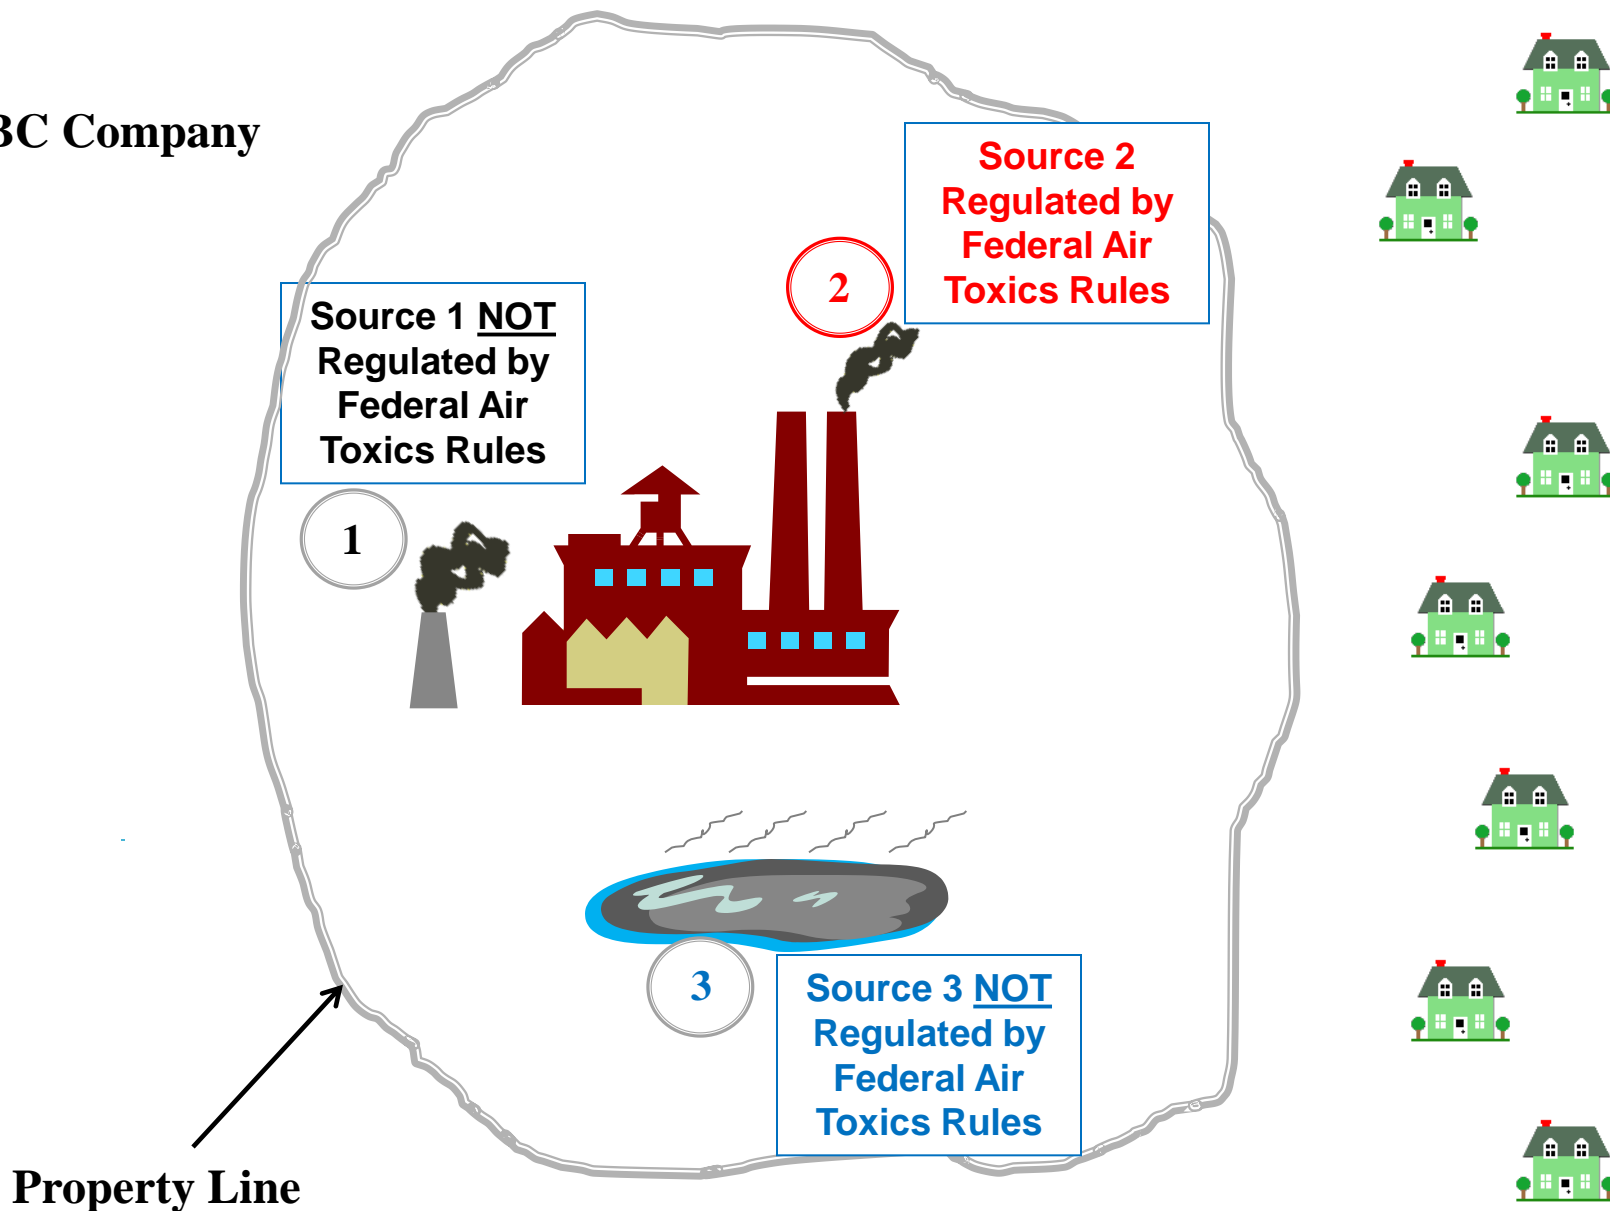 BC Company
Source 2
Regulated by
Federal Air
Toxics Rules
2
Source 1 NOT
Regulated by
Federal Air
Toxics Rules
1
3
Source 3 NOT
Regulated by
Federal Air
Toxics Rules
Property Line